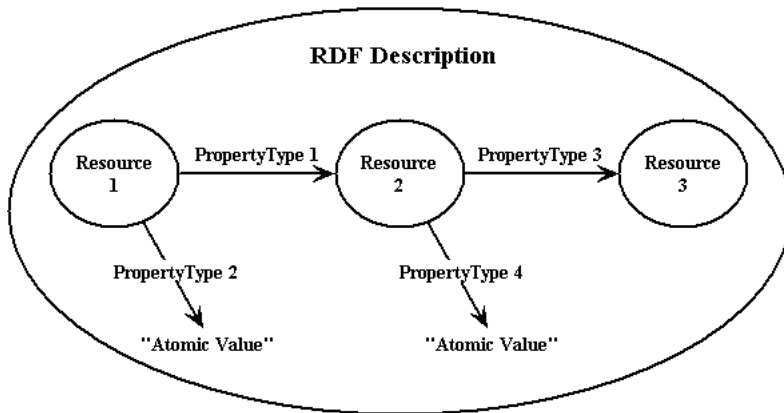 RDF Description
Resource
1
PropertyType 1
Resource
2
PropertyType 3
Resource
3
PropertyType 2
PropertyType 4
"Atomic Value"
"Atomic Value"